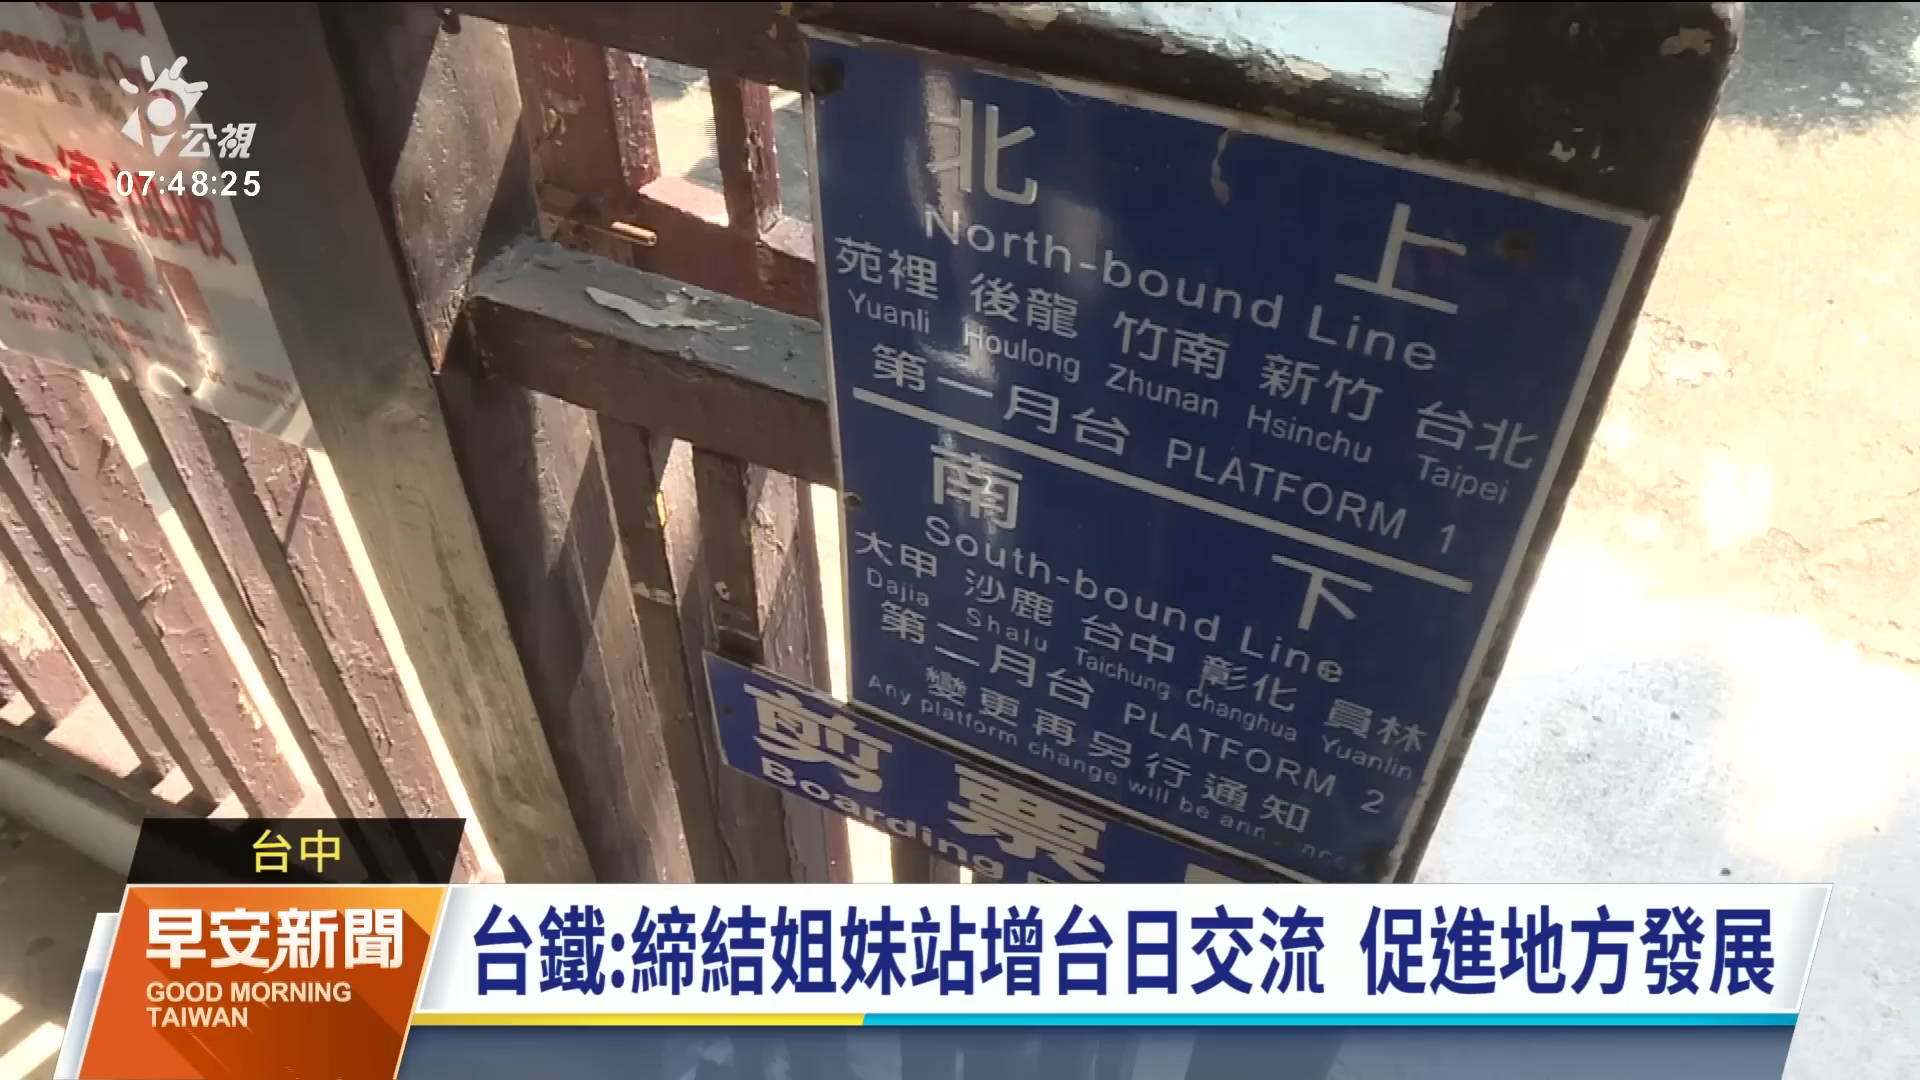 公視
07:48:25
五成票
北 上
North-bound Line
苑裡 後龍 竹南 新竹 台北
Yuanli Houlong Zhunan Hsinchu Taipei
第一月台 PLATFORM 1
南 下
South-bound Line
大甲 沙鹿 台中 彰化 員林
Dajia Shalu Taichung Changhua Yuanlin
第二月台 PLATFORM 2
變更再另行通知
Any platform change will be
剪票
Boarding
台中
早安新聞
GOOD MORNING
TAIWAN
台鐵:締結姐妹站增台日交流 促進地方發展